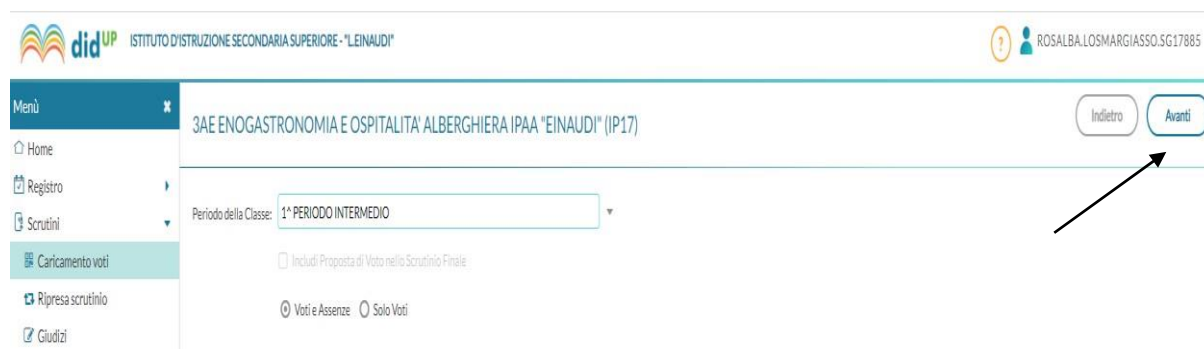 didUP ISTITUTO D'ISTRUZIONE SECONDARIA SUPERIORE - "L.EINAUDI" ? ROSALBA.LOSMARGIASSO.SG17885
Menù
3AE ENOGASTRONOMIA E OSPITALITA' ALBERGHIERA IPAA "EINAUDI" (IP17)
Indietro Avanti
Home
Registro
Scrutini
Caricamento voti
Ripresa scrutinio
Giudizi
Periodo della Classe: 1^ PERIODO INTERMEDIO
Includi Proposta di Voto nello Scrutinio Finale
Voti e Assenze Solo Voti